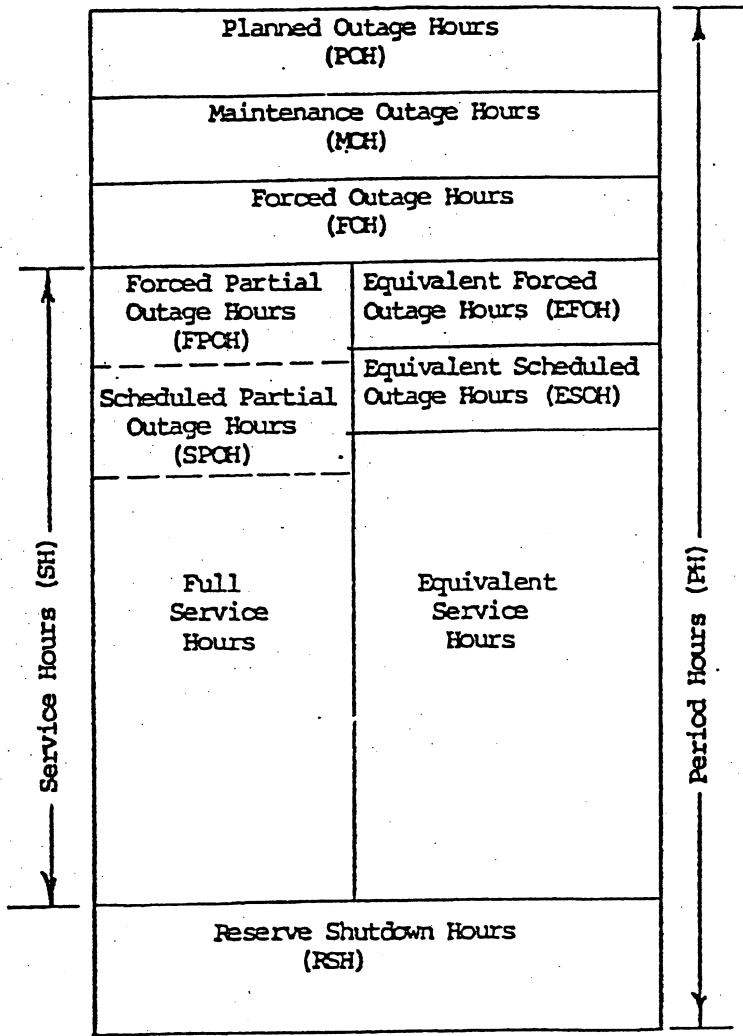 Planned Outage Hours
(POH)
Maintenance Outage Hours
(MOH)
Forced Outage Hours
(FOH)
Forced Partial
Outage Hours
(FPOH)
Equivalent Forced
Outage Hours (EFOH)
Scheduled Partial
Outage Hours
(SPOH)
Equivalent Scheduled
Outage Hours (ESOH)
Full
Service
Hours
Equivalent
Service
Hours
Reserve Shutdown Hours
(RSH)
Service Hours (SH)
Period Hours (PH)